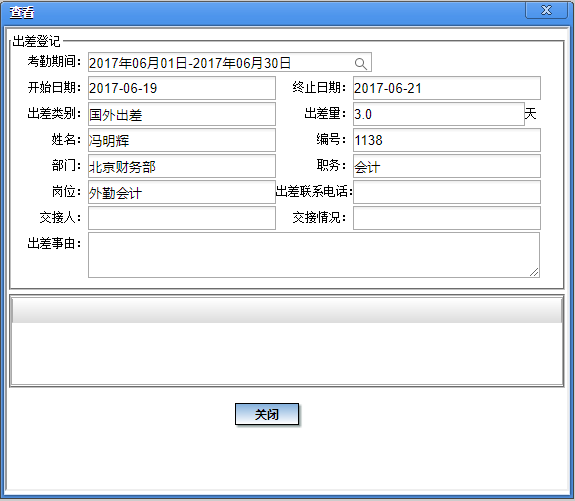 查看
出差登记
考勤期间: 2017年06月01日-2017年06月30日
开始日期: 2017-06-19 终止日期: 2017-06-21
出差类别: 国外出差 出差量: 3.0 天
姓名: 冯明辉 编号: 1138
部门: 北京财务部 职务: 会计
岗位: 外勤会计 出差联系电话:
交接人: 交接情况:
出差事由:
关闭